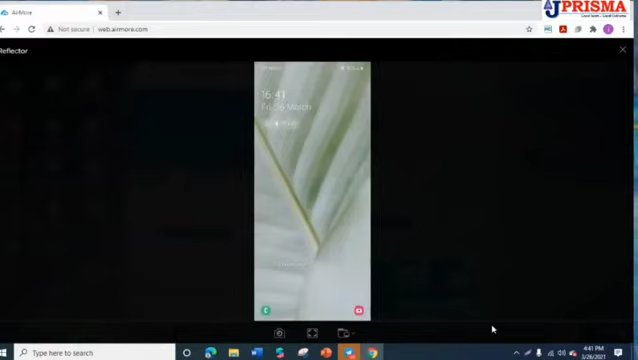 AirMore
AJPRISMA
Not secure
web.airmore.com
Reflector
16:41
Fri, 26 March
Type here to search
4:41 PM
3/26/2021